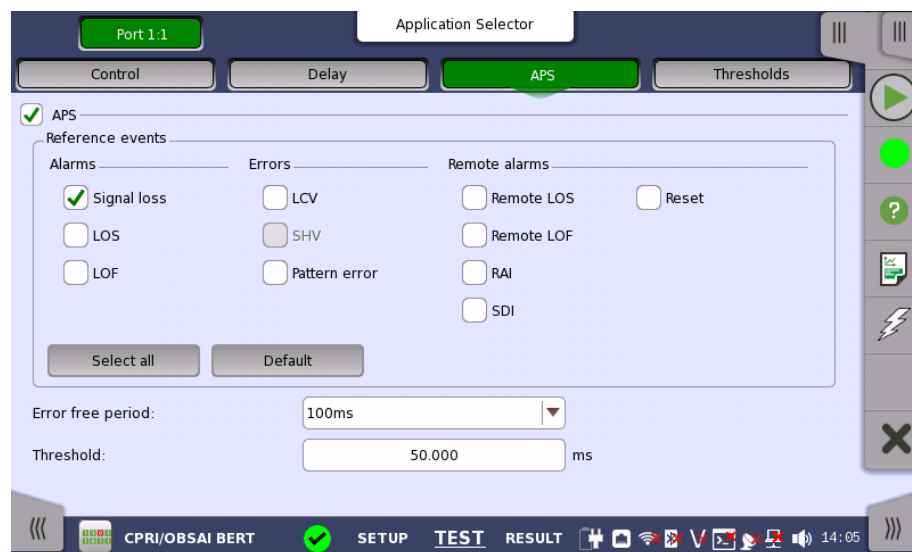 Application Selector
Port 1:1
Control Delay APS Thresholds
APS
Reference events
Alarms Errors Remote alarms
Signal loss LCV Remote LOS Reset
LOS SHV Remote LOF
LOF Pattern error RAI
SDI
Select all Default
Error free period: 100ms
Threshold: 50.000 ms
CPRI/OBSAI BERT SETUP TEST RESULT 14:05